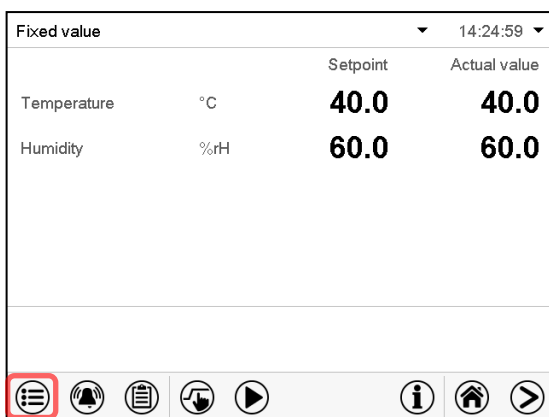 Fixed value 14:24:59
Setpoint Actual value
Temperature °C 40.0 40.0
Humidity %rH 60.0 60.0